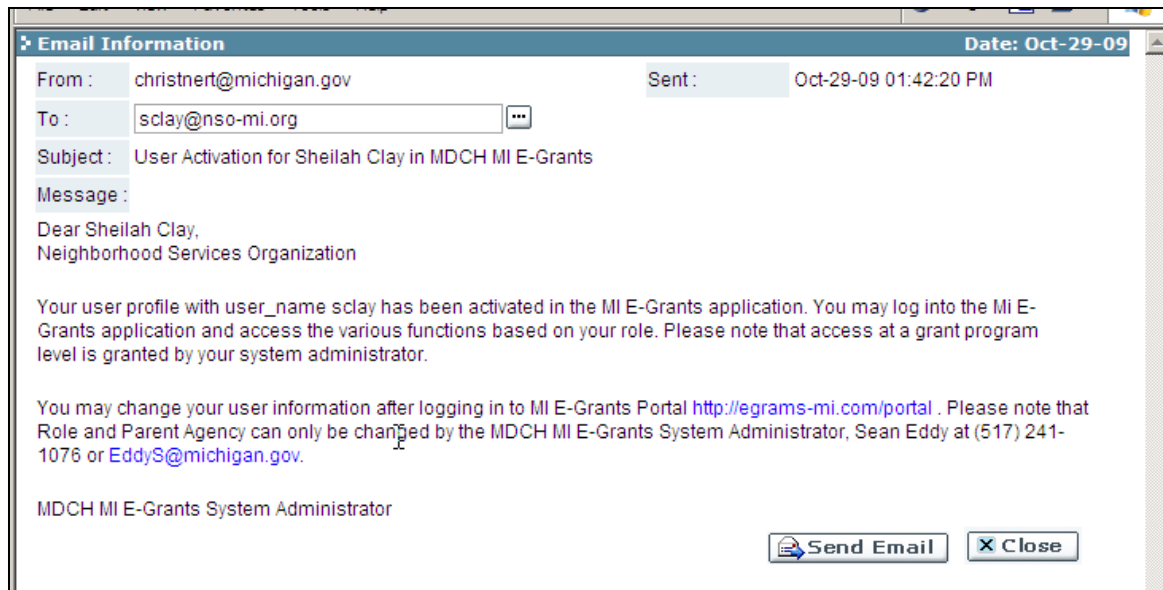 Email Information Date: Oct-29-09
From : christnert@michigan.gov Sent : Oct-29-09 01:42:20 PM
To : sclay@nso-mi.org
Subject : User Activation for Sheilah Clay in MDCH MI E-Grants
Message :
Dear Sheilah Clay,
Neighborhood Services Organization
Your user profile with user_name sclay has been activated in the MI E-Grants application. You may log into the Mi E-
Grants application and access the various functions based on your role. Please note that access at a grant program
level is granted by your system administrator.
You may change your user information after logging in to MI E-Grants Portal http://egrams-mi.com/portal . Please note that
Role and Parent Agency can only be changed by the MDCH MI E-Grants System Administrator, Sean Eddy at (517) 241-
1076 or EddyS@michigan.gov.
MDCH MI E-Grants System Administrator
Send Email Close